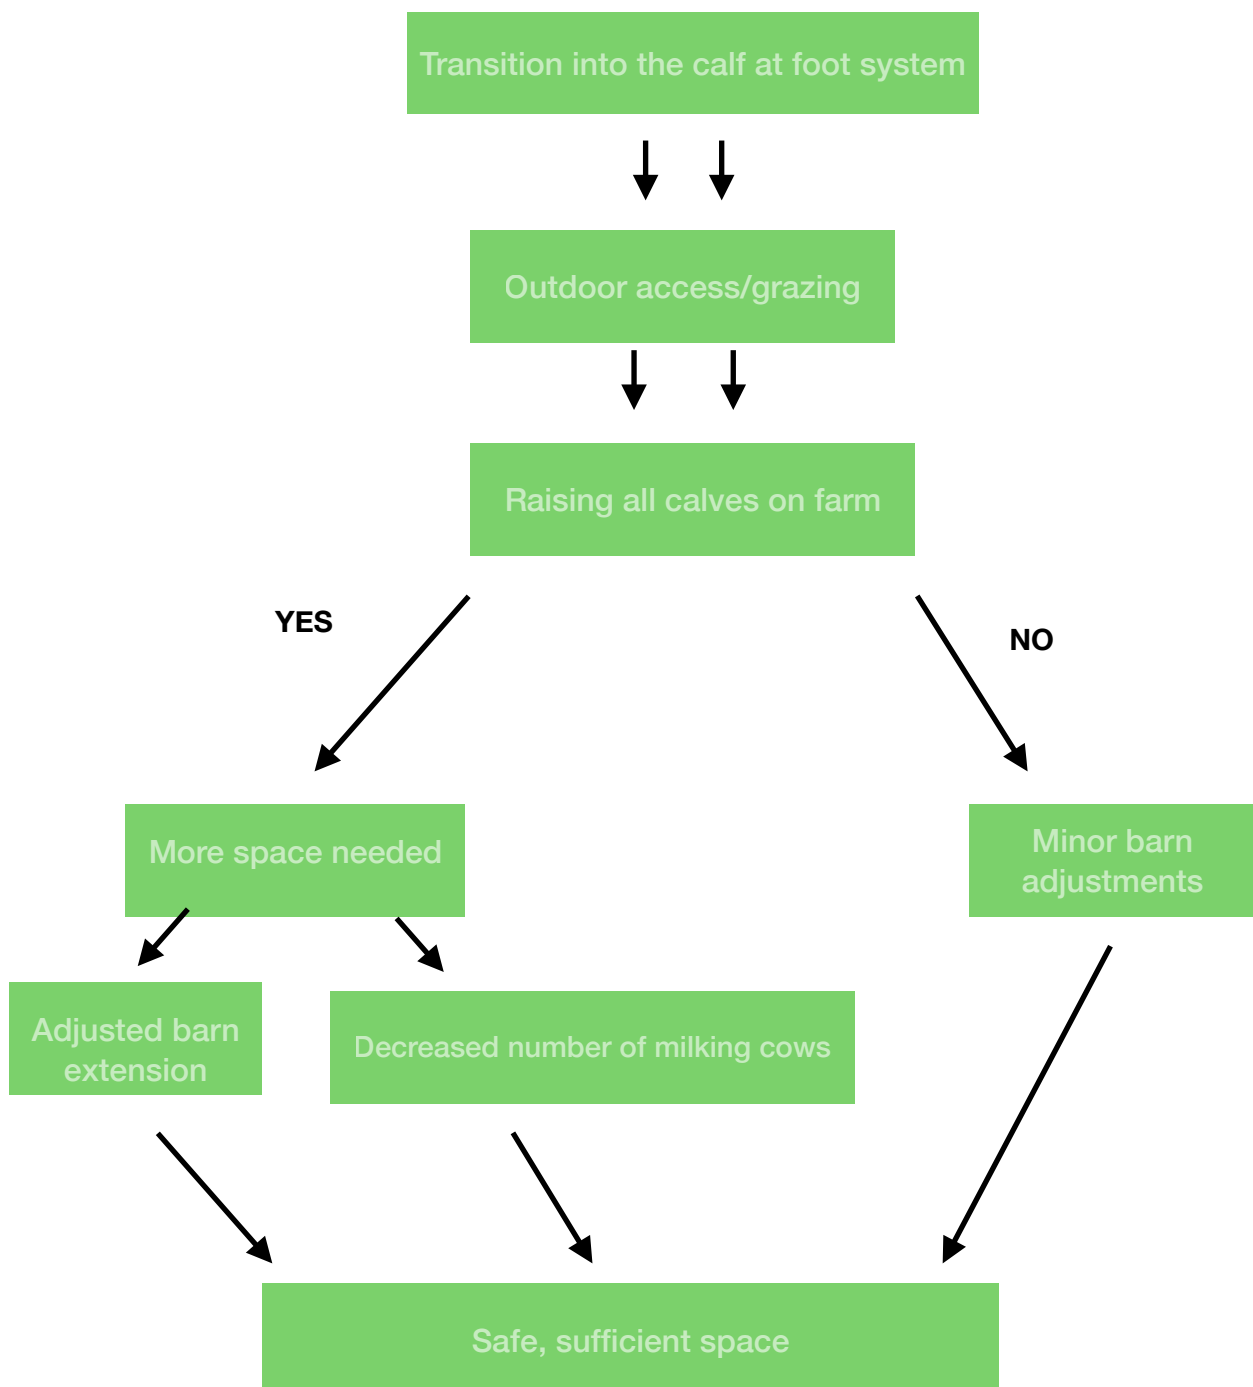 Transition into the calf at foot system
Outdoor access/grazing
Raising all calves on farm
YES
NO
More space needed
Minor barn
adjustments
Adjusted barn
extension
Decreased number of milking cows
Safe, sufficient space